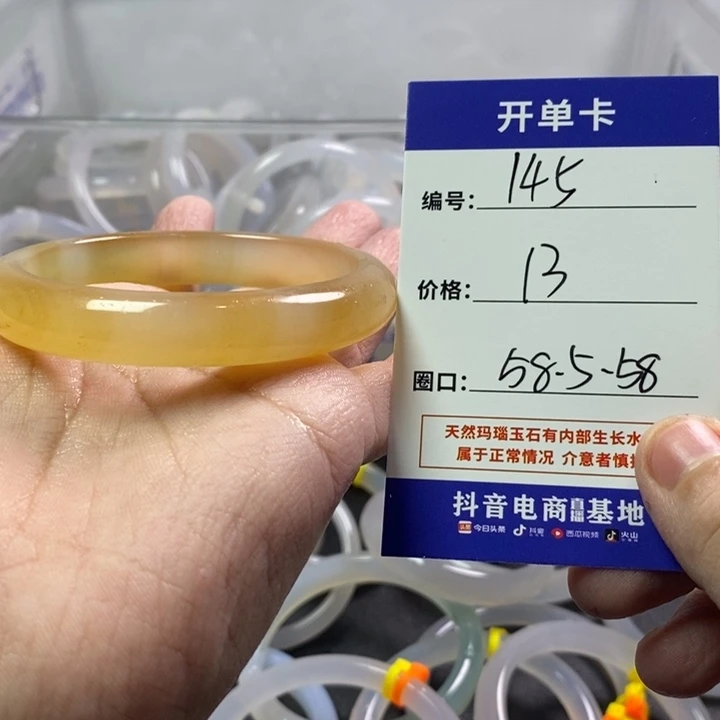 开单卡
编号: 145
价格: 13
圈口: 58-5-58
天然玛瑙玉石有内部生长水
属于正常情况 介意者慎
抖音电商直播基地
今日头条 抖音 西瓜视频 火山